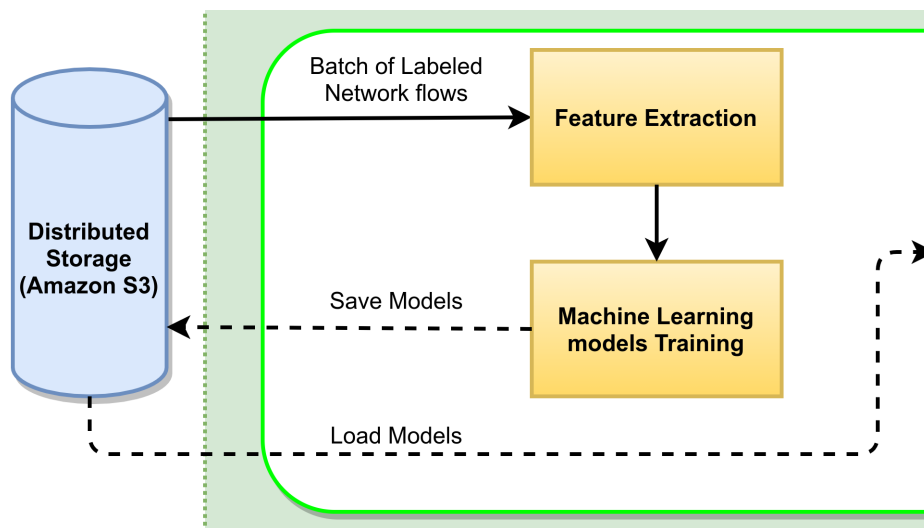 Batch of Labeled
Network flows
Feature Extraction
Distributed
Storage
(Amazon S3)
Save Models
Machine Learning
models Training
Load Models